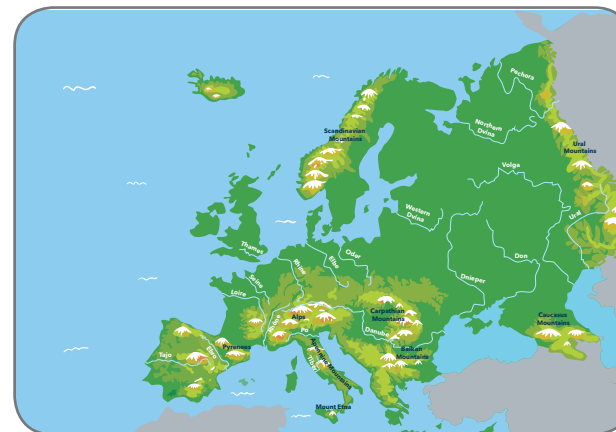 Pechora
Scandinavian
Mountains
Northern
Dvina
Ural
Mountains
Volga
Western
Dvina
Ural
Thames
Oder
Elbe
Rhine
Don
Seine
Dnieper
Loire
Carpathian
Mountains
Rhône
Alps
Caucasus
Mountains
Po
Danube
Pyrenees
Ebro
Tajo
Balkan
Mountains
Apennine Mountains
Tiber
Mount Etna